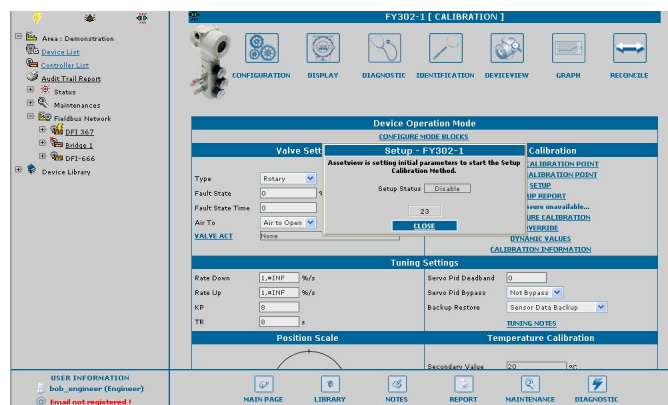 FY302-1 [ CALIBRATION ]
Area : Demonstration
Device List
Controller List
Audit Trail Report
Status
Maintenances
Fieldbus Network
DFI 367
Bridge 1
DFI-666
Device Library
CONFIGURATION DISPLAY DIAGNOSTIC IDENTIFICATION DEVICEVIEW GRAPH RECONCILE
Device Operation Mode
CONFIGURE MODE BLOCKS
Valve Sett
Calibration
Setup - FY302-1
Assetview is setting initial parameters to start the Setup
Calibration Method.
Setup Status Disable
23
CLOSE
Type Rotary
Fault State 0
Fault State Time 0
Air To Air to Open
VALVE ACT None
ALIBRATION POINT
ALIBRATION POINT
SETUP
UP REPORT
sure unavailable...
URE CALIBRATION
VERRIDE
DYNAMIC VALUES
CALIBRATION INFORMATION
Tuning Settings
Rate Down 1,#INF %/s Servo Pid Deadband 0
Rate Up 1,#INF %/s Servo Pid Bypass Not Bypass
KP 8 Backup Restore Sensor Data Backup
TR 0 s
TUNING NOTES
Position Scale Temperature Calibration
Secondary Value 20 ºC
USER INFORMATION
bob_engineer (Engineer)
Email not registered !
MAIN PAGE LIBRARY NOTES REPORT MAINTENANCE DIAGNOSTIC